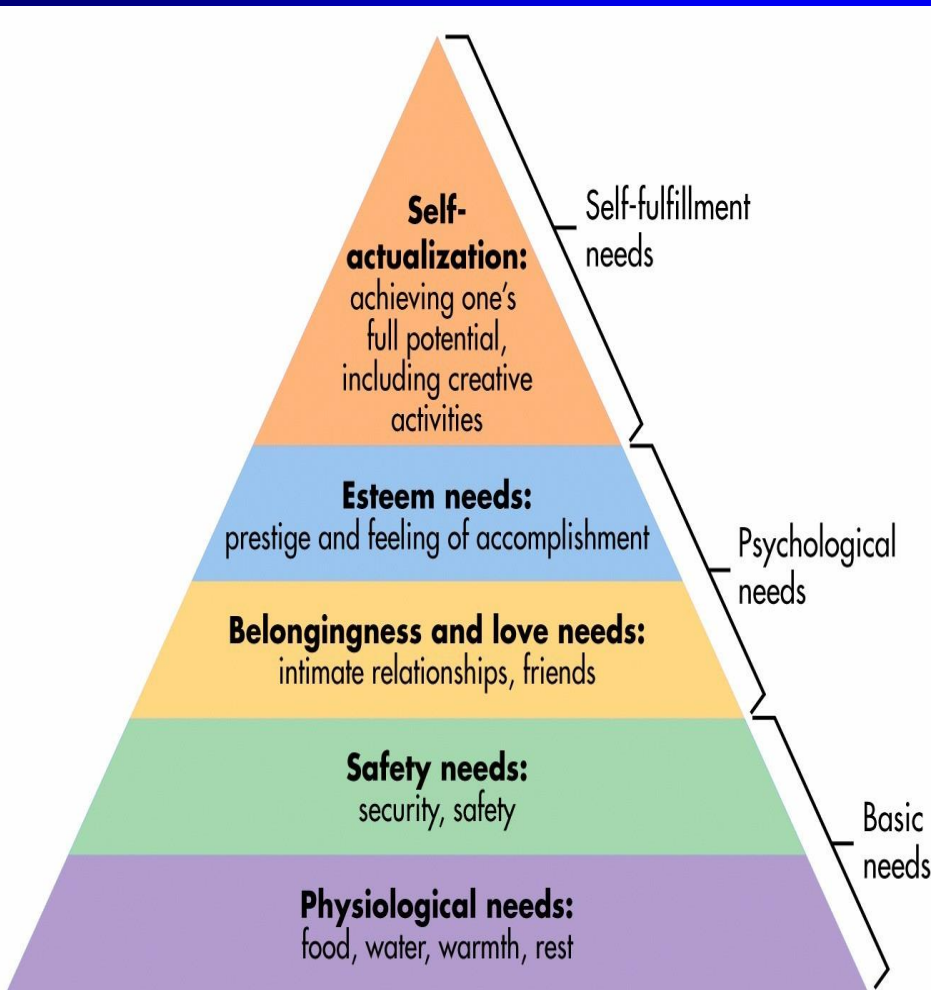 Self-
actualization:
achieving one's
full potential,
including creative
activities
Self-fulfillment
needs
Esteem needs:
prestige and feeling of accomplishment
Psychological
needs
Belongingness and love needs:
intimate relationships, friends
Safety needs:
security, safety
Basic
needs
Physiological needs:
food, water, warmth, rest